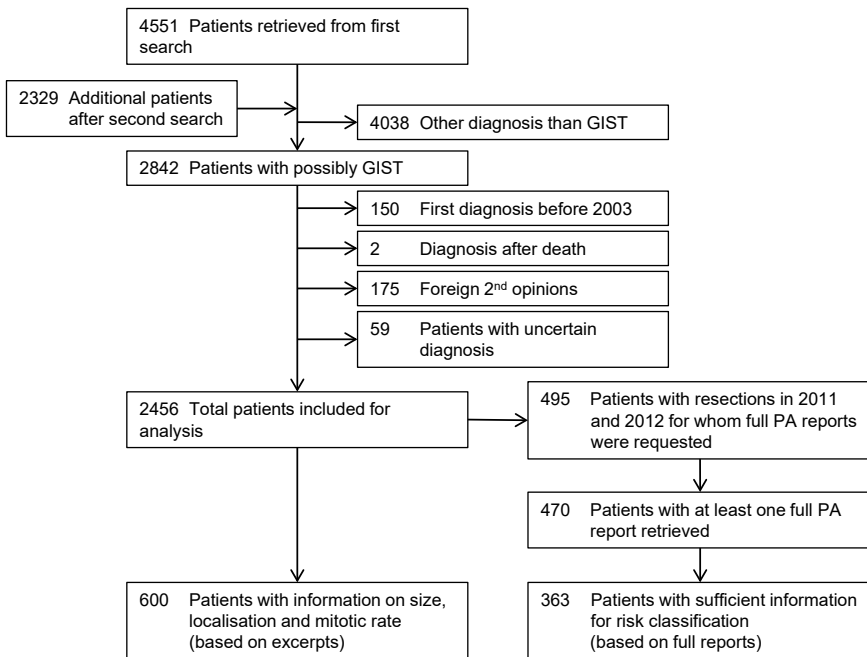 4551 Patients retrieved from first
search
2329 Additional patients
after second search
4038 Other diagnosis than GIST
2842 Patients with possibly GIST
150 First diagnosis before 2003
2 Diagnosis after death
175 Foreign 2nd opinions
59 Patients with uncertain
diagnosis
2456 Total patients included for
analysis
495 Patients with resections in 2011
and 2012 for whom full PA reports
were requested
470 Patients with at least one full PA
report retrieved
600 Patients with information on size,
localisation and mitotic rate
(based on excerpts)
363 Patients with sufficient information
for risk classification
(based on full reports)